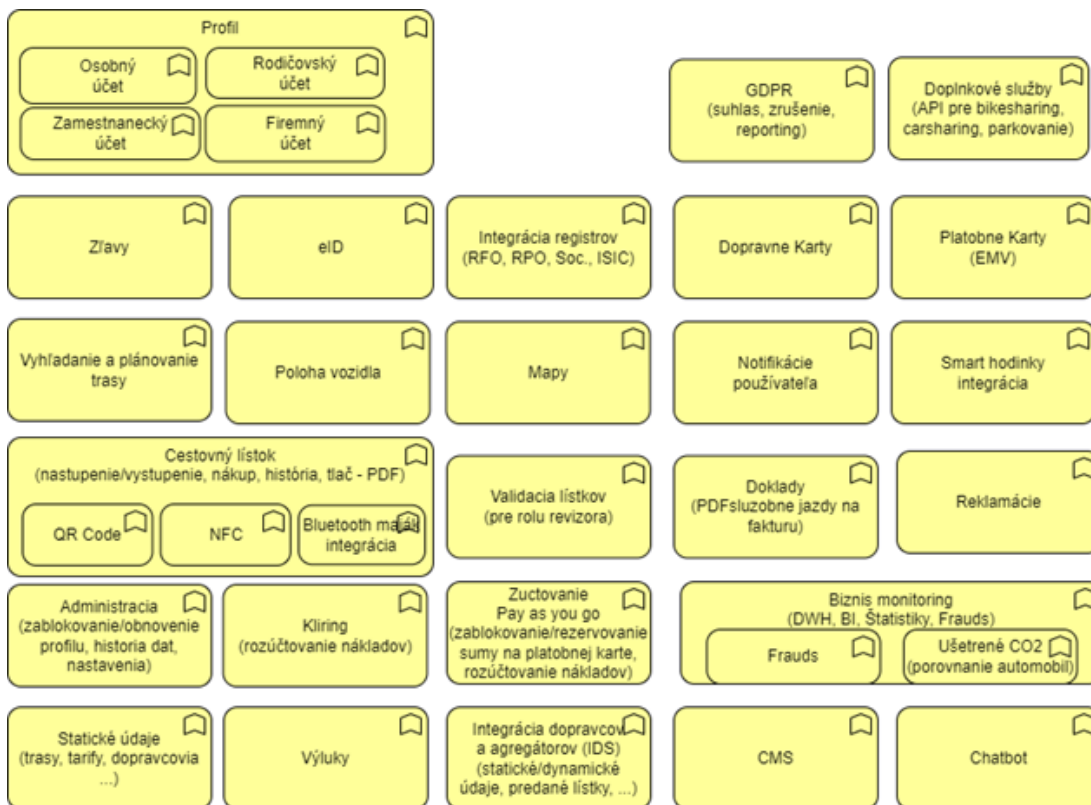 Profil
Osobný
účet
Rodičovský
účet
Zamestnanecký
účet
Firemný
účet
GDPR
(suhlas, zrušenie,
reporting)
Doplnkové služby
(API pre bikesharing,
carsharing, parkovanie)
Zľavy
eID
Integrácia registrov
(RFO, RPO, Soc., ISIC)
Dopravne Karty
Platobne Karty
(EMV)
Vyhľadanie a plánovanie
trasy
Poloha vozidla
Mapy
Notifikácie
používateľa
Smart hodinky
integrácia
Cestovný lístok
(nastupenie/vystupenie, nákup, história, tlač - PDF)
QR Code
NFC
Bluetooth maják
integrácia
Validacia lístkov
(pre rolu revizora)
Doklady
(PDFsluzobne jazdy na
fakturu)
Reklamácie
Administracia
(zablokovanie/obnovenie
profilu, historia dat,
nastavenia)
Kliring
(rozúčtovanie nákladov)
Zuctovanie
Pay as you go
(zablokovanie/rezervovanie
sumy na platobnej karte,
rozúčtovanie nákladov)
Biznis monitoring
(DWH, BI, Štatistiky, Frauds)
Frauds
Ušetrené CO2
(porovnanie automobil)
Statické údaje
(trasy, tarify, dopravcovia
...)
Výluky
Integrácia dopravcov
a agregátorov (IDS)
(statické/dynamické
údaje, predané lístky, ...)
CMS
Chatbot